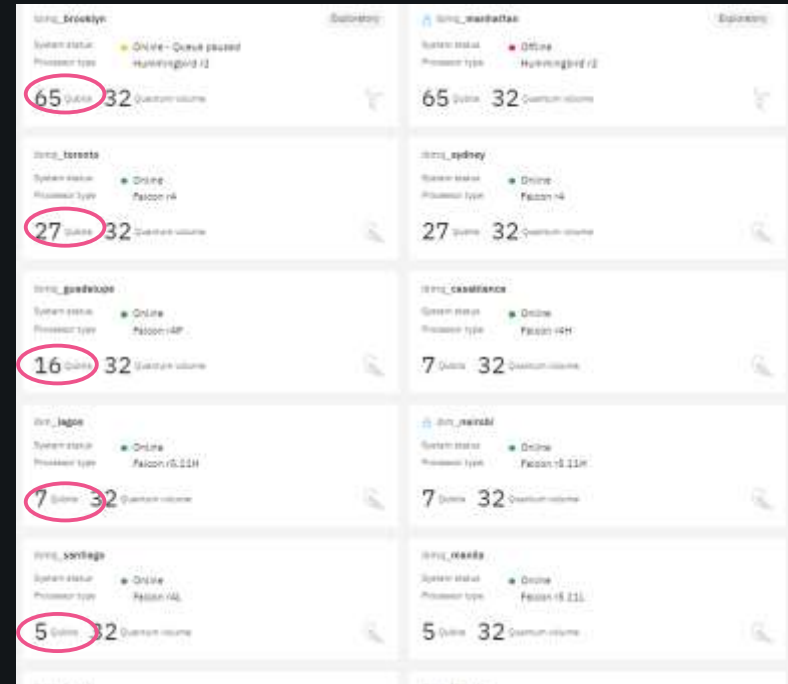 ibmq_brooklyn Exploratory
System status Online - Queue paused
Processor type Hummingbird r2
65 Qubits 32 Quantum volume
ibmq_manhattan Exploratory
System status Offline
Processor type Hummingbird r2
65 Qubits 32 Quantum volume
ibmq_toronto
System status Online
Processor type Falcon r4
27 Qubits 32 Quantum volume
ibmq_sydney
System status Online
Processor type Falcon r4
27 Qubits 32 Quantum volume
ibmq_guadalupe
System status Online
Processor type Falcon r4P
16 Qubits 32 Quantum volume
ibmq_casablanca
System status Online
Processor type Falcon r4H
7 Qubits 32 Quantum volume
ibm_lagos
System status Online
Processor type Falcon r5.11H
7 Qubits 32 Quantum volume
ibm_nairobi
System status Online
Processor type Falcon r5.11H
7 Qubits 32 Quantum volume
ibmq_santiago
System status Online
Processor type Falcon r4L
5 Qubits 32 Quantum volume
ibmq_manila
System status Online
Processor type Falcon r5.11L
5 Qubits 32 Quantum volume